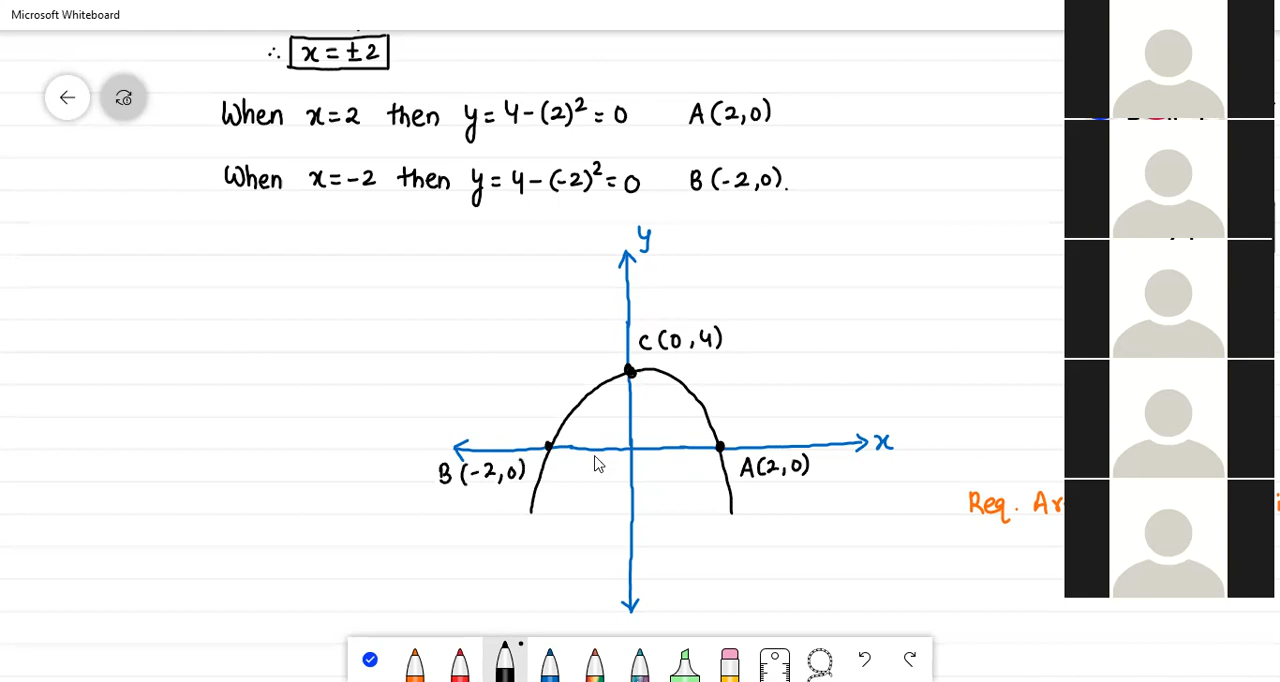 Microsoft Whiteboard
∴ x = ±2
When x=2 then y = 4-(2)² = 0 A(2,0)
When x=-2 then y = 4-(-2)² = 0 B(-2,0).
y
C(0,4)
x
B(-2,0)
A(2,0)
Req.